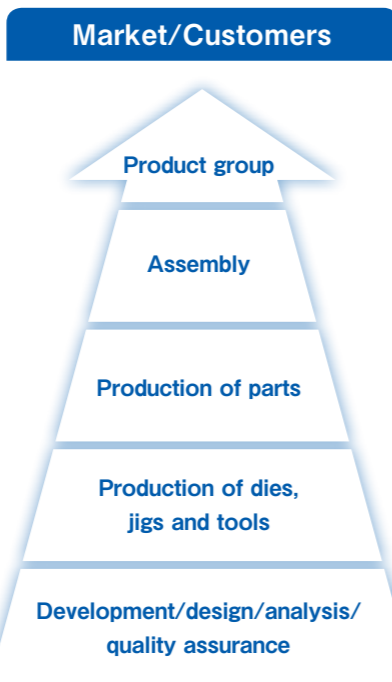 Market/Customers
Product group
Assembly
Production of parts
Production of dies,
jigs and tools
Development/design/analysis/
quality assurance